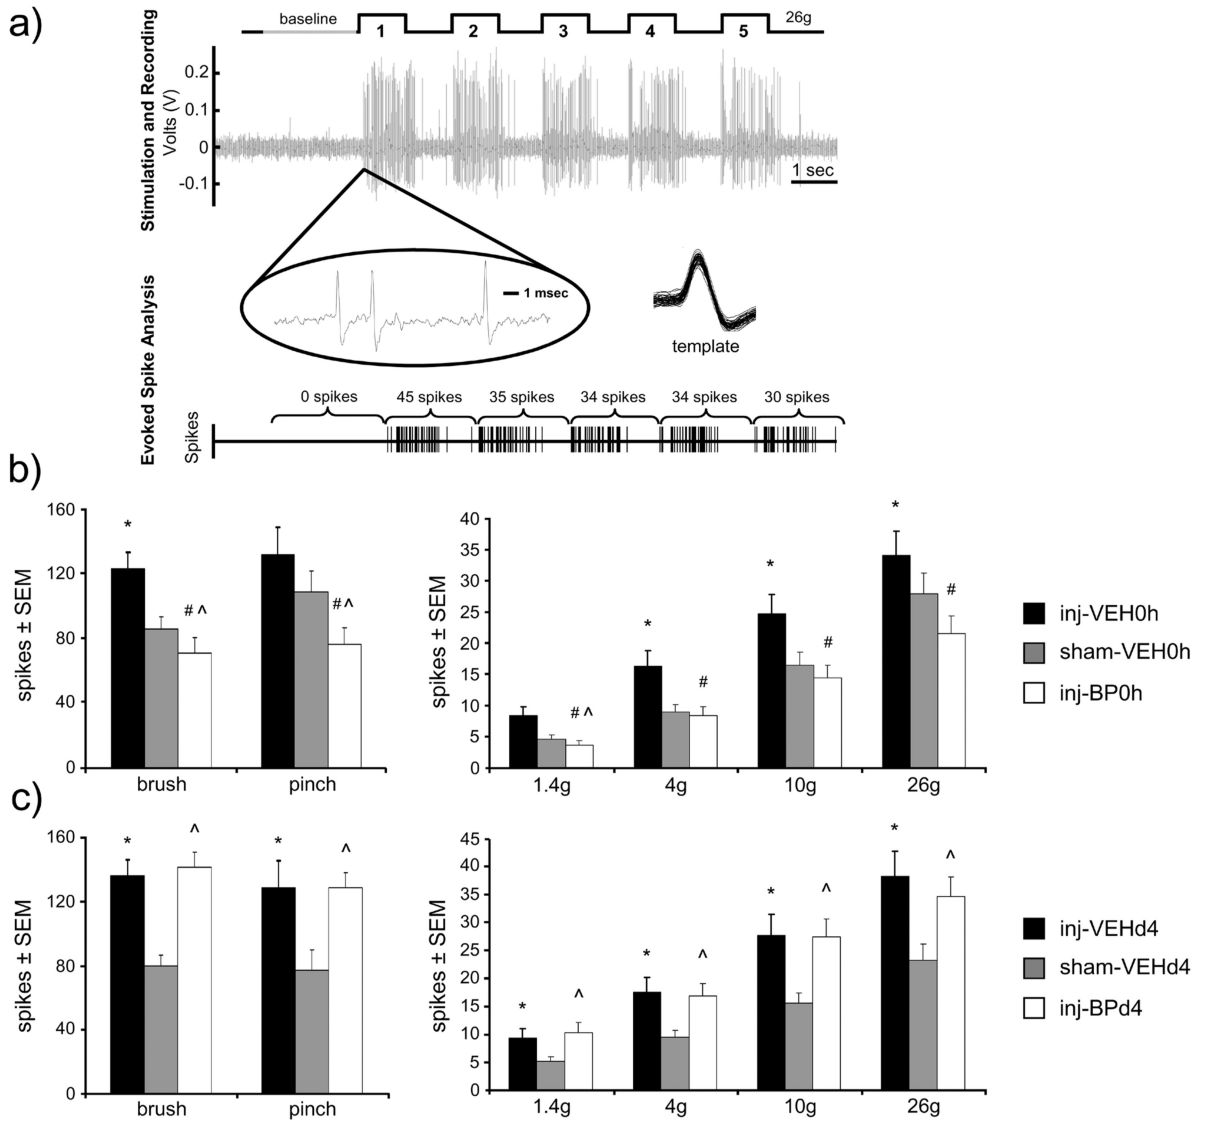 a)
Stimulation and Recording
baseline
1
2
3
4
5
26g
Volts (V)
0.2
0.1
0
-0.1
1 sec
Evoked Spike Analysis
1 msec
template
0 spikes
45 spikes
35 spikes
34 spikes
34 spikes
30 spikes
Spikes
b)
spikes ± SEM
160
120
80
40
0
*
# ^
# ^
brush
pinch
spikes ± SEM
40
35
30
25
20
15
10
5
0
# ^
*
#
*
#
*
#
1.4g
4g
10g
26g
inj-VEH0h
sham-VEH0h
inj-BP0h
c)
spikes ± SEM
160
120
80
40
0
*
^
*
^
brush
pinch
spikes ± SEM
45
40
35
30
25
20
15
10
5
0
*
^
*
^
*
^
*
^
1.4g
4g
10g
26g
inj-VEHd4
sham-VEHd4
inj-BPd4